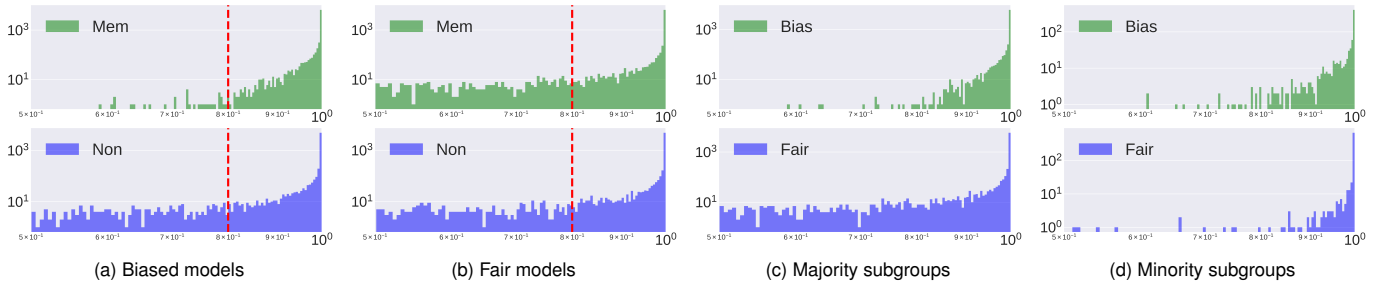 10³
Mem
10¹
5×10⁻¹ 6×10⁻¹ 7×10⁻¹ 8×10⁻¹ 9×10⁻¹ 10⁰
10³
Non
10¹
5×10⁻¹ 6×10⁻¹ 7×10⁻¹ 8×10⁻¹ 9×10⁻¹ 10⁰
(a) Biased models
10³
Mem
10¹
5×10⁻¹ 6×10⁻¹ 7×10⁻¹ 8×10⁻¹ 9×10⁻¹ 10⁰
10³
Non
10¹
5×10⁻¹ 6×10⁻¹ 7×10⁻¹ 8×10⁻¹ 9×10⁻¹ 10⁰
(b) Fair models
10³
Bias
10¹
5×10⁻¹ 6×10⁻¹ 7×10⁻¹ 8×10⁻¹ 9×10⁻¹ 10⁰
10³
Fair
10¹
5×10⁻¹ 6×10⁻¹ 7×10⁻¹ 8×10⁻¹ 9×10⁻¹ 10⁰
(c) Majority subgroups
Bias
10²
10¹
10⁰
5×10⁻¹ 6×10⁻¹ 7×10⁻¹ 8×10⁻¹ 9×10⁻¹ 10⁰
Fair
10²
10¹
10⁰
5×10⁻¹ 6×10⁻¹ 7×10⁻¹ 8×10⁻¹ 9×10⁻¹ 10⁰
(d) Minority subgroups